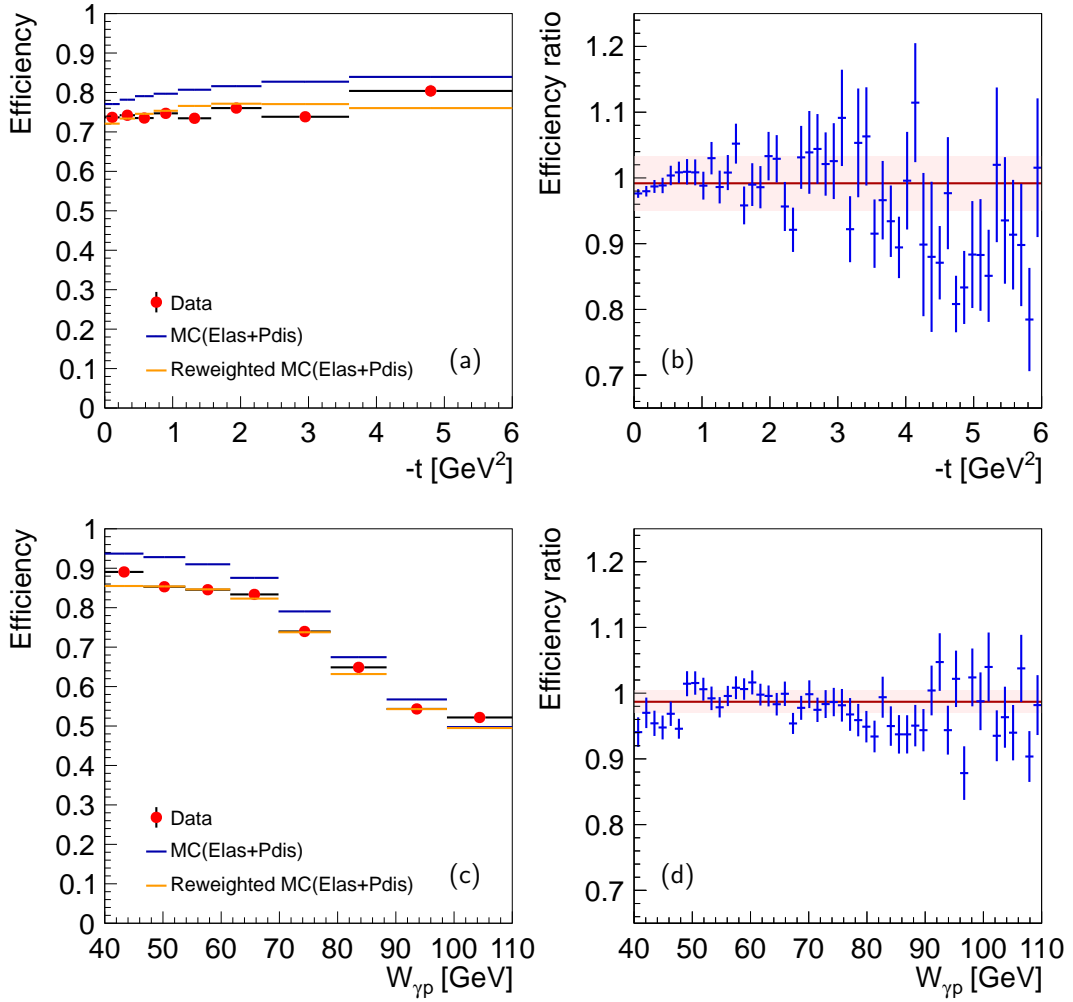 Efficiency
1
0.9
0.8
0.7
0.6
0.5
0.4
0.3
0.2
0.1
0
Data
MC(Elas+Pdis)
Reweighted MC(Elas+Pdis)
(a)
0 1 2 3 4 5 6
-t [GeV²]
Efficiency ratio
1.2
1.1
1
0.9
0.8
0.7
(b)
0 1 2 3 4 5 6
-t [GeV²]
Efficiency
1
0.9
0.8
0.7
0.6
0.5
0.4
0.3
0.2
0.1
0
Data
MC(Elas+Pdis)
Reweighted MC(Elas+Pdis)
(c)
40 50 60 70 80 90 100 110
W_γp [GeV]
Efficiency ratio
1.2
1.1
1
0.9
0.8
0.7
(d)
40 50 60 70 80 90 100 110
W_γp [GeV]